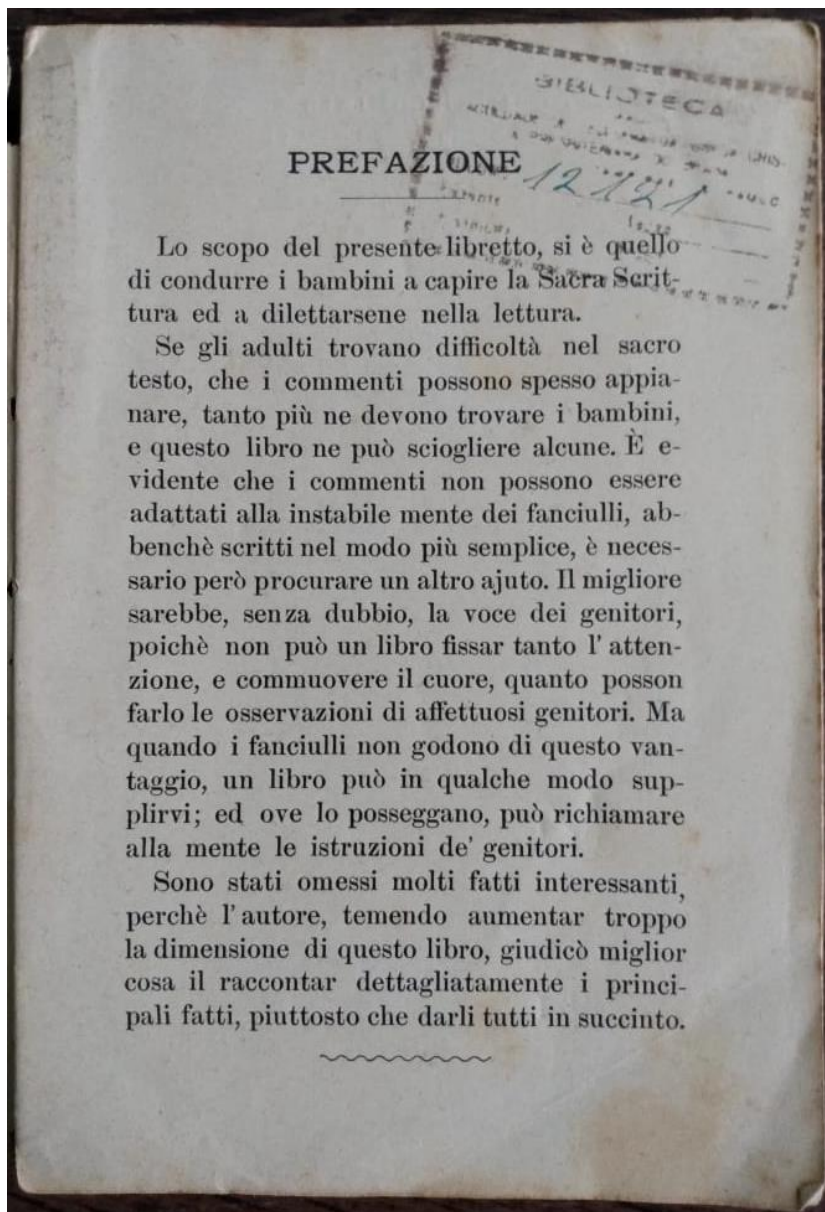 BIBLIOTECA
12121
PREFAZIONE
Lo scopo del presente libretto, si è quello
di condurre i bambini a capire la Sacra Scrit-
tura ed a dilettarsene nella lettura.
Se gli adulti trovano difficoltà nel sacro
testo, che i commenti possono spesso appia-
nare, tanto più ne devono trovare i bambini,
e questo libro ne può sciogliere alcune. È e-
vidente che i commenti non possono essere
adattati alla instabile mente dei fanciulli, ab-
benchè scritti nel modo più semplice, è neces-
sario però procurare un altro ajuto. Il migliore
sarebbe, senza dubbio, la voce dei genitori,
poichè non può un libro fissar tanto l' atten-
zione, e commuovere il cuore, quanto posson
farlo le osservazioni di affettuosi genitori. Ma
quando i fanciulli non godono di questo van-
taggio, un libro può in qualche modo sup-
plirvi; ed ove lo posseggano, può richiamare
alla mente le istruzioni de' genitori.
Sono stati omessi molti fatti interessanti,
perchè l' autore, temendo aumentar troppo
la dimensione di questo libro, giudicò miglior
cosa il raccontar dettagliatamente i princi-
pali fatti, piuttosto che darli tutti in succinto.